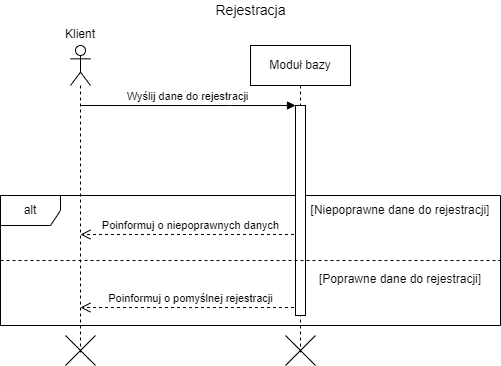 Rejestracja
Klient
Moduł bazy
Wyślij dane do rejestracji
alt
[Niepoprawne dane do rejestracji]
Poinformuj o niepoprawnych danych
[Poprawne dane do rejestracji]
Poinformuj o pomyślnej rejestracji